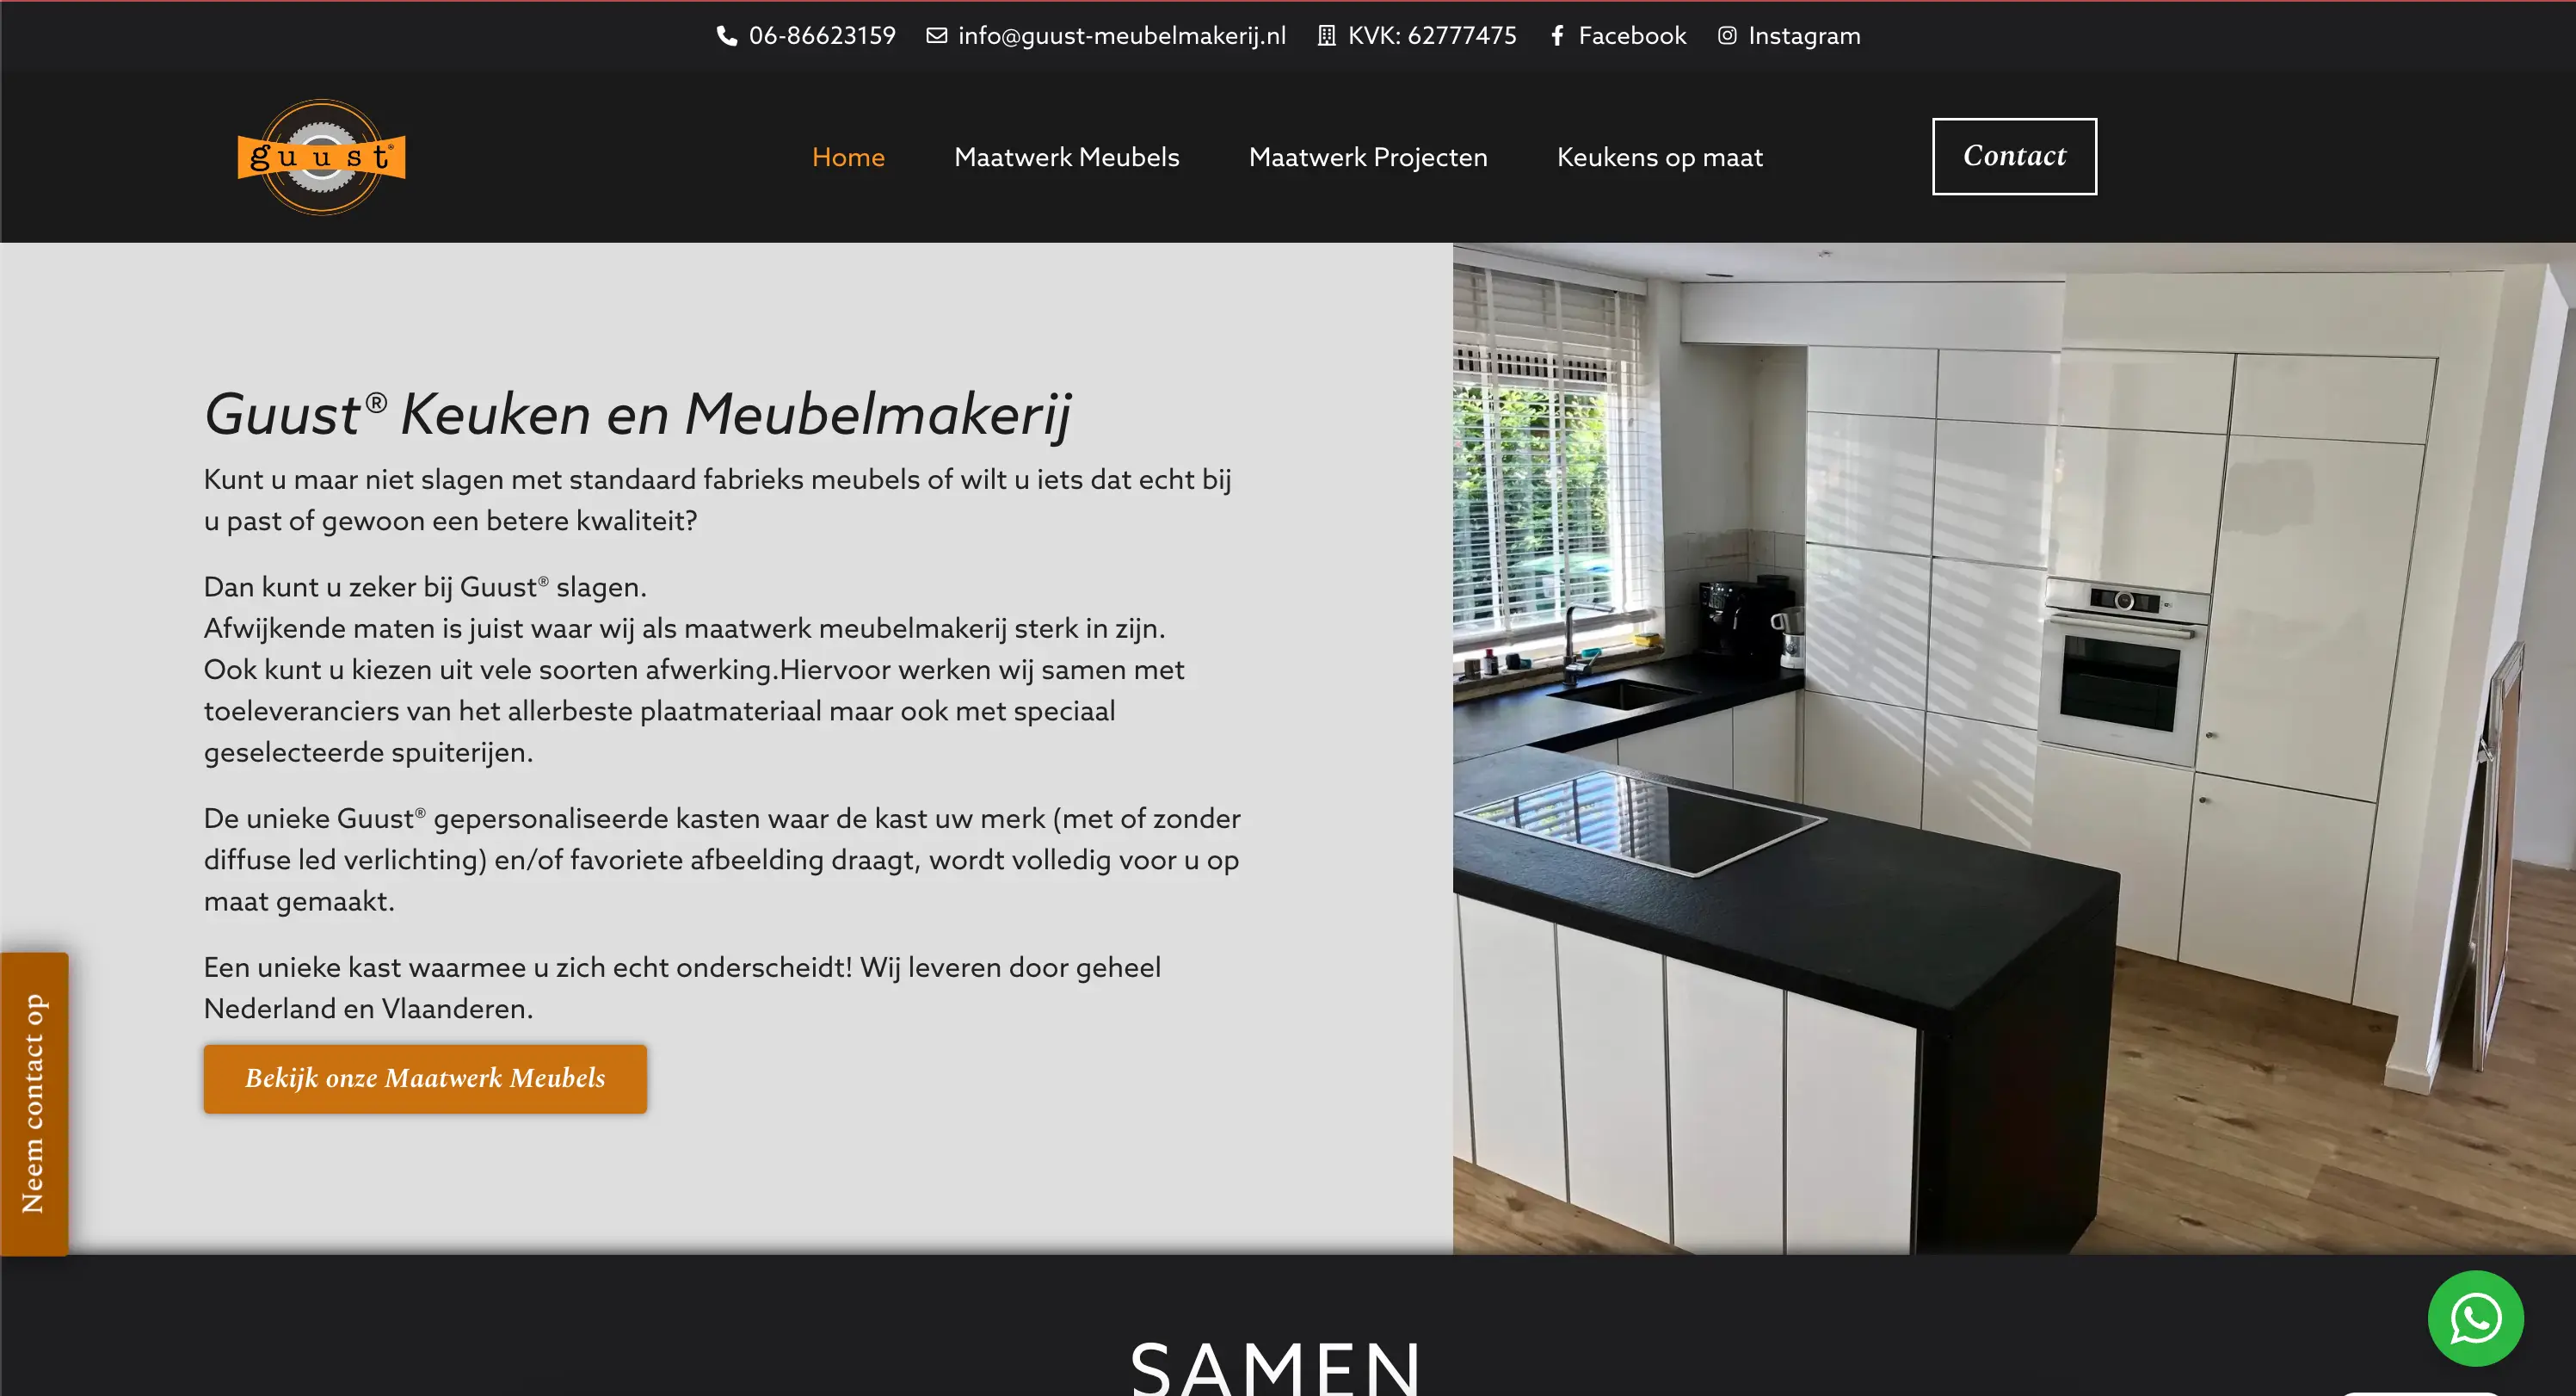 06-86623159 info@guust-meubelmakerij.nl KVK: 62777475 Facebook Instagram
guust®
Home Maatwerk Meubels Maatwerk Projecten Keukens op maat Contact
Guust® Keuken en Meubelmakerij
Kunt u maar niet slagen met standaard fabrieks meubels of wilt u iets dat echt bij
u past of gewoon een betere kwaliteit?
Dan kunt u zeker bij Guust® slagen.
Afwijkende maten is juist waar wij als maatwerk meubelmakerij sterk in zijn.
Ook kunt u kiezen uit vele soorten afwerking.Hiervoor werken wij samen met
toeleveranciers van het allerbeste plaatmateriaal maar ook met speciaal
geselecteerde spuiterijen.
De unieke Guust® gepersonaliseerde kasten waar de kast uw merk (met of zonder
diffuse led verlichting) en/of favoriete afbeelding draagt, wordt volledig voor u op
maat gemaakt.
Een unieke kast waarmee u zich echt onderscheidt! Wij leveren door geheel
Nederland en Vlaanderen.
Bekijk onze Maatwerk Meubels
Neem contact op
SAMEN